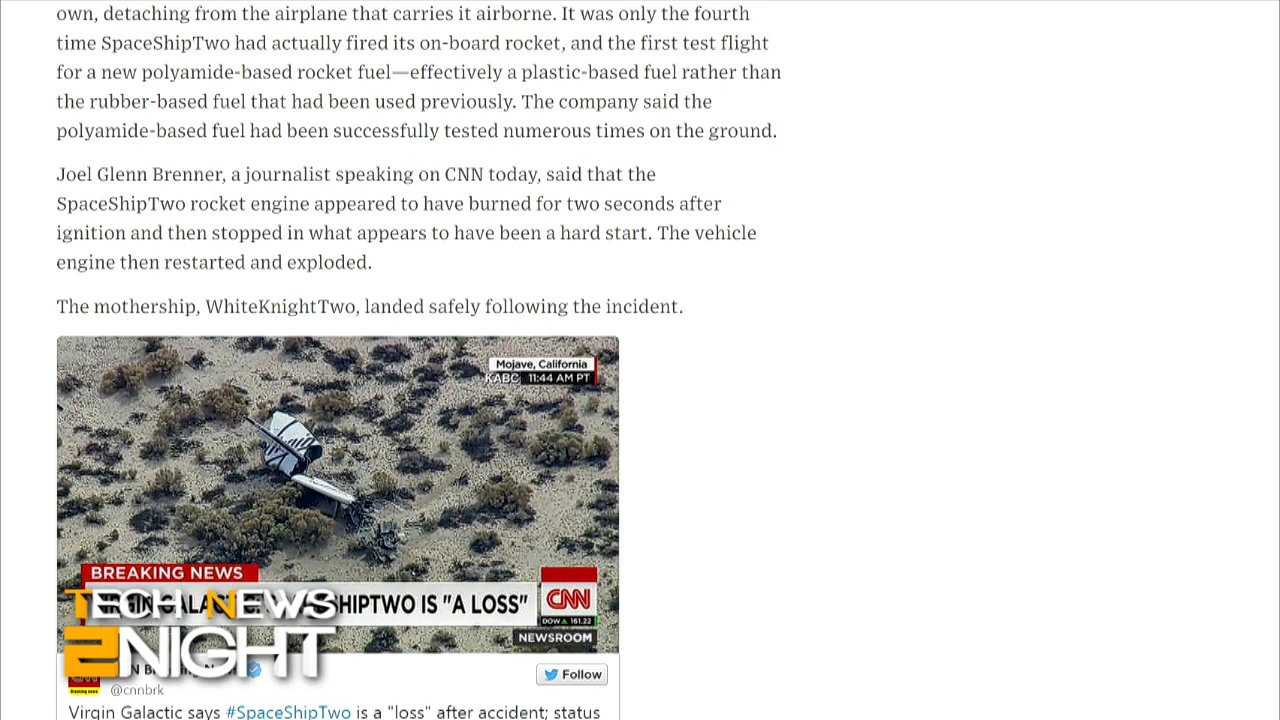 own, detaching from the airplane that carries it airborne. It was only the fourth
time SpaceShipTwo had actually fired its on-board rocket, and the first test flight
for a new polyamide-based rocket fuel—effectively a plastic-based fuel rather than
the rubber-based fuel that had been used previously. The company said the
polyamide-based fuel had been successfully tested numerous times on the ground.
Joel Glenn Brenner, a journalist speaking on CNN today, said that the
SpaceShipTwo rocket engine appeared to have burned for two seconds after
ignition and then stopped in what appears to have been a hard start. The vehicle
engine then restarted and exploded.
The mothership, WhiteKnightTwo, landed safely following the incident.
Mojave, California
KABC 11:44 AM PT
BREAKING NEWS
SHIPTWO IS "A LOSS"
CNN
DOW ▲ 161.22
NEWSROOM
TECH NEWS
2NIGHT
Follow
@cnnbrk
Virgin Galactic says #SpaceShipTwo is a "loss" after accident; status